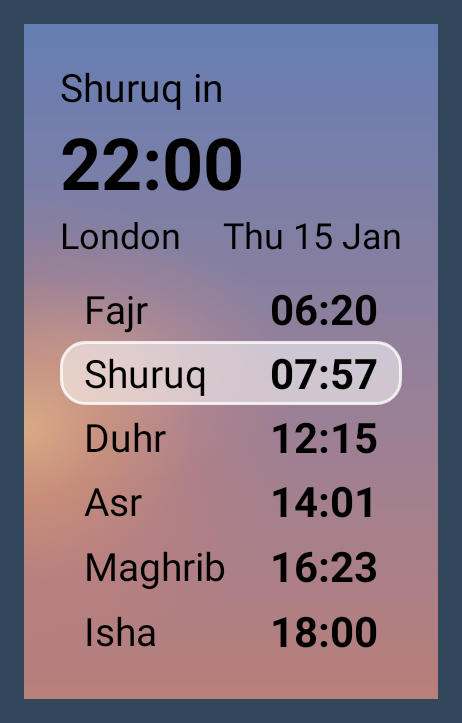 Shuruq in
22:00
London Thu 15 Jan
Fajr 06:20
Shuruq 07:57
Duhr 12:15
Asr 14:01
Maghrib 16:23
Isha 18:00